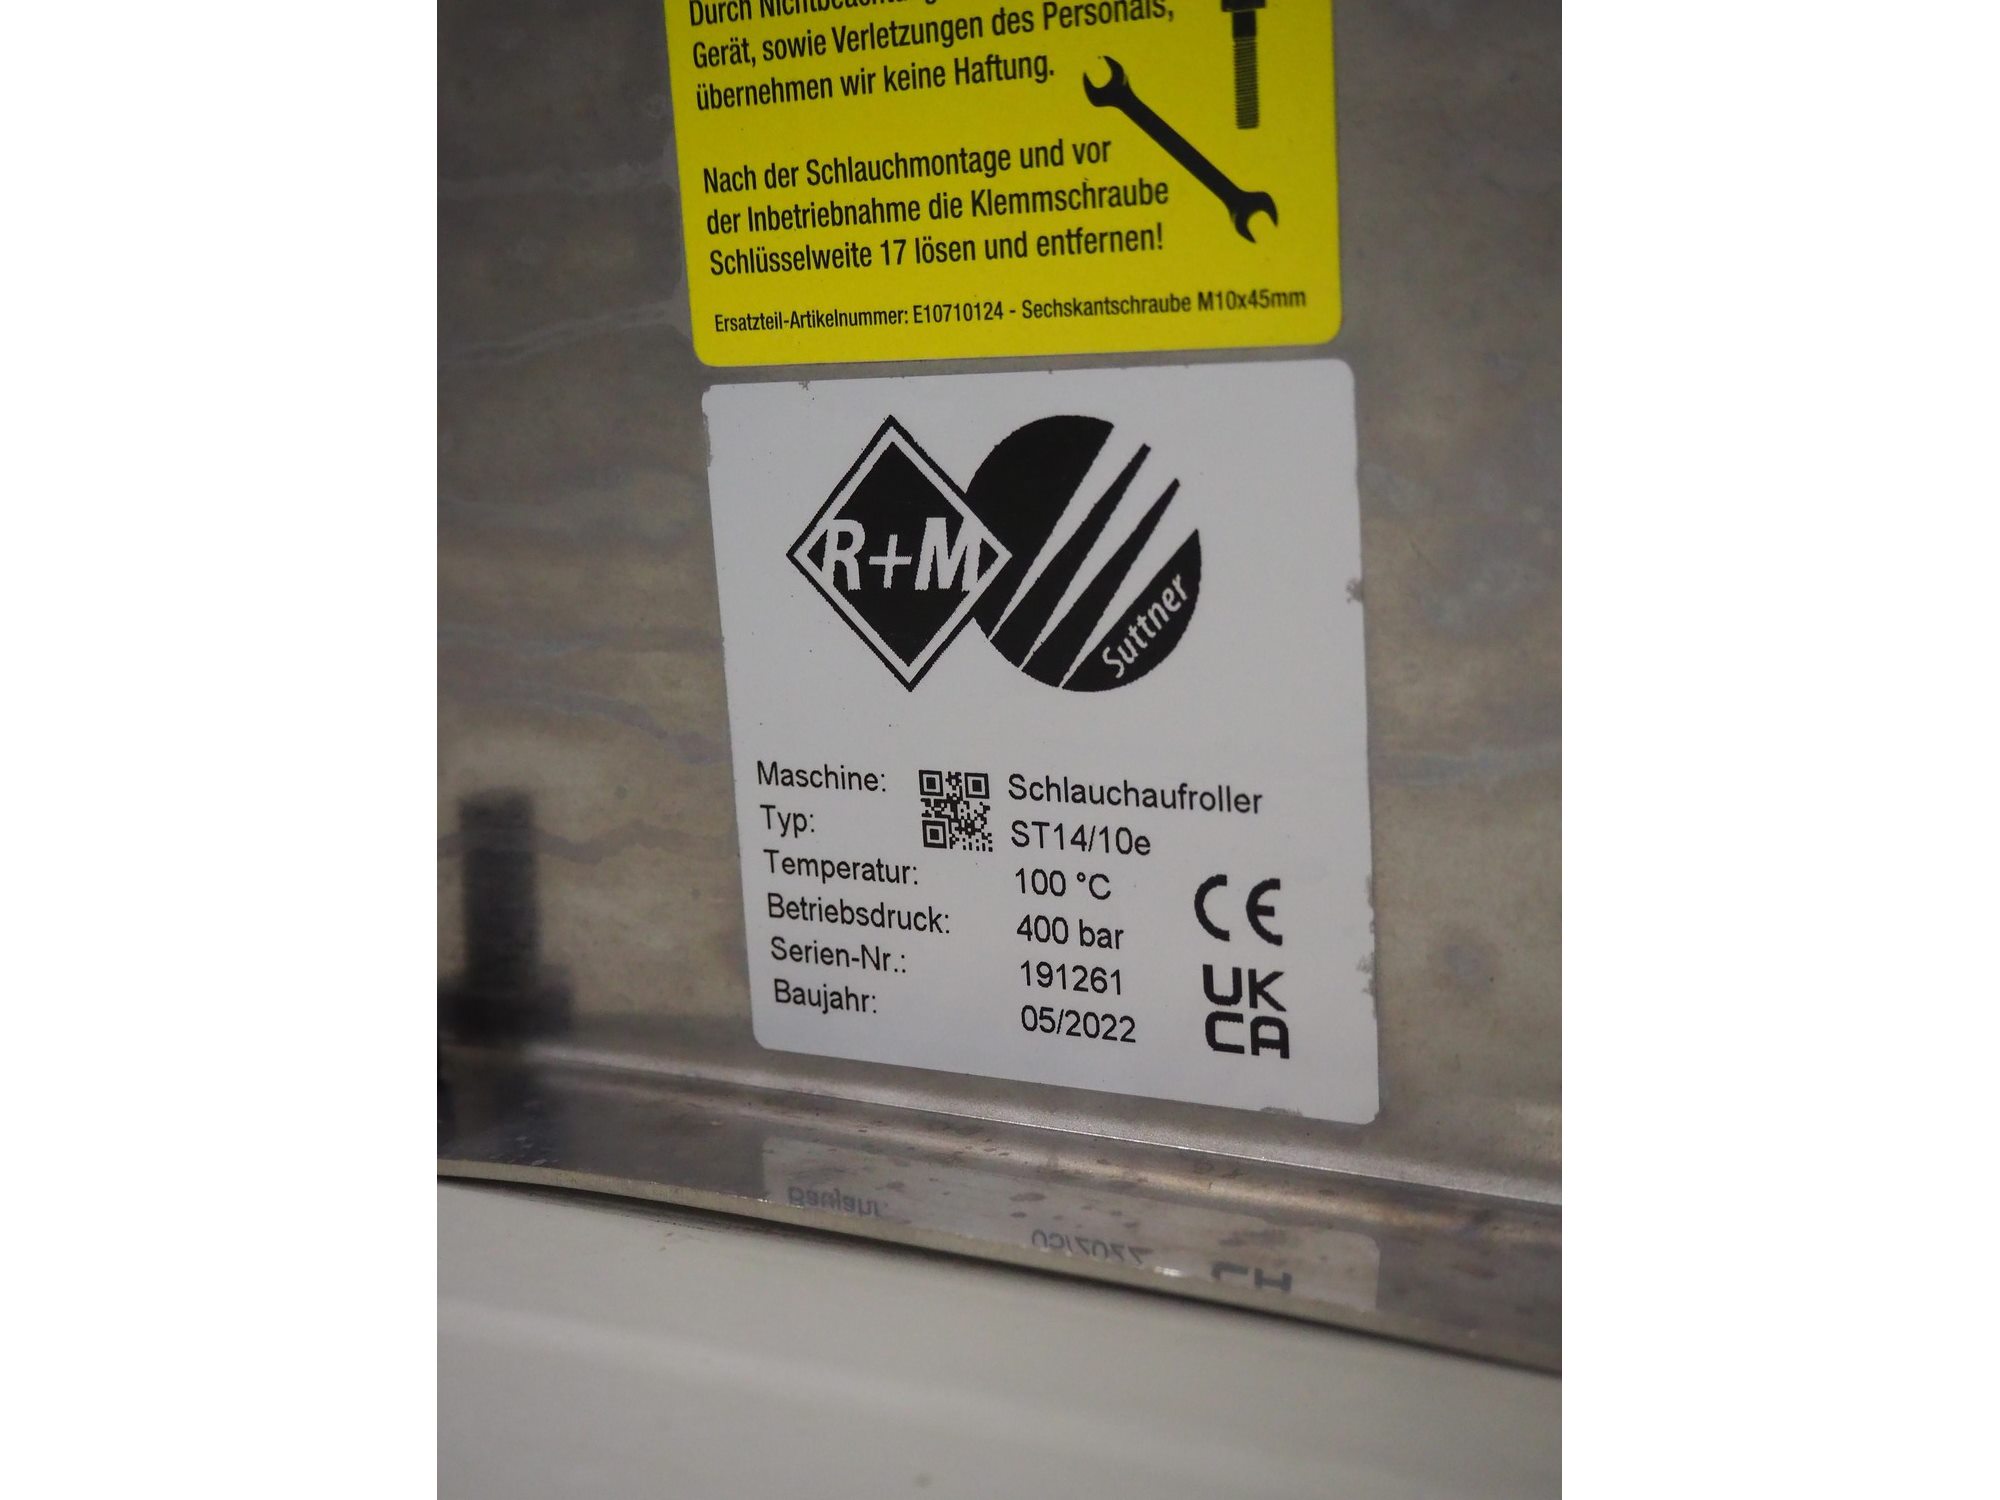 Durch Nichtbeachtung
Gerät, sowie Verletzungen des Personals,
übernehmen wir keine Haftung.
Nach der Schlauchmontage und vor
der Inbetriebnahme die Klemmschraube
Schlüsselweite 17 lösen und entfernen!
Ersatzteil-Artikelnummer: E10710124 - Sechskantschraube M10x45mm
R+M
Suttner
Maschine: Schlauchaufroller
Typ: ST14/10e
Temperatur: 100 °C
Betriebsdruck: 400 bar
Serien-Nr.: 191261
Baujahr: 05/2022
CE
UK
CA